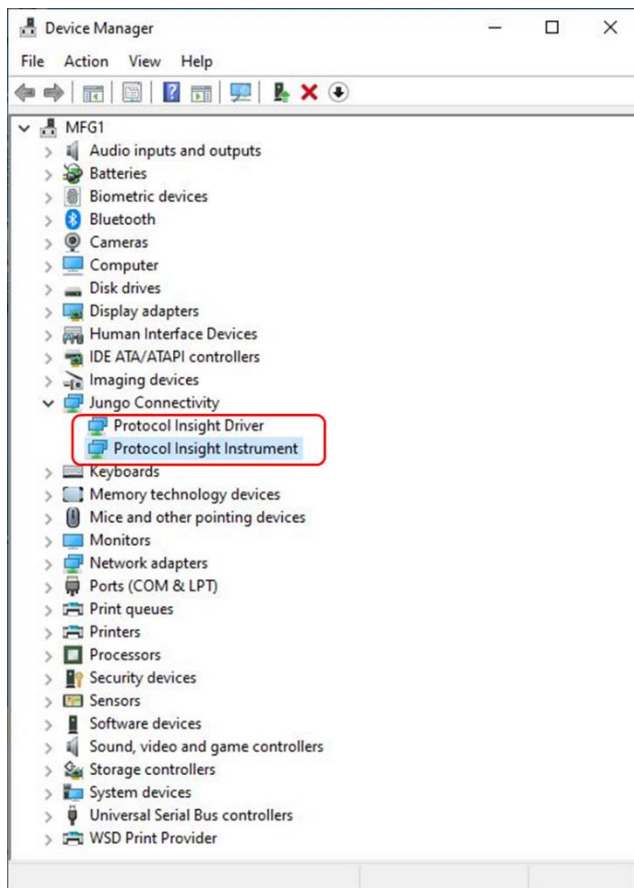 Device Manager
File Action View Help
MFG1
Audio inputs and outputs
Batteries
Biometric devices
Bluetooth
Cameras
Computer
Disk drives
Display adapters
Human Interface Devices
IDE ATA/ATAPI controllers
Imaging devices
Jungo Connectivity
Protocol Insight Driver
Protocol Insight Instrument
Keyboards
Memory technology devices
Mice and other pointing devices
Monitors
Network adapters
Ports (COM & LPT)
Print queues
Printers
Processors
Security devices
Sensors
Software devices
Sound, video and game controllers
Storage controllers
System devices
Universal Serial Bus controllers
WSD Print Provider